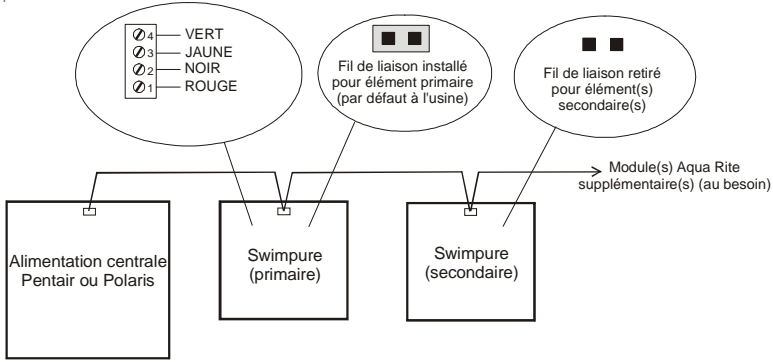 4 VERT
3 JAUNE
2 NOIR
1 ROUGE
Fil de liaison installé
pour élément primaire
(par défaut à l'usine)
Fil de liaison retiré
pour élément(s)
secondaire(s)
Module(s) Aqua Rite
supplémentaire(s) (au besoin)
Alimentation centrale
Pentair ou Polaris
Swimpure
(primaire)
Swimpure
(secondaire)